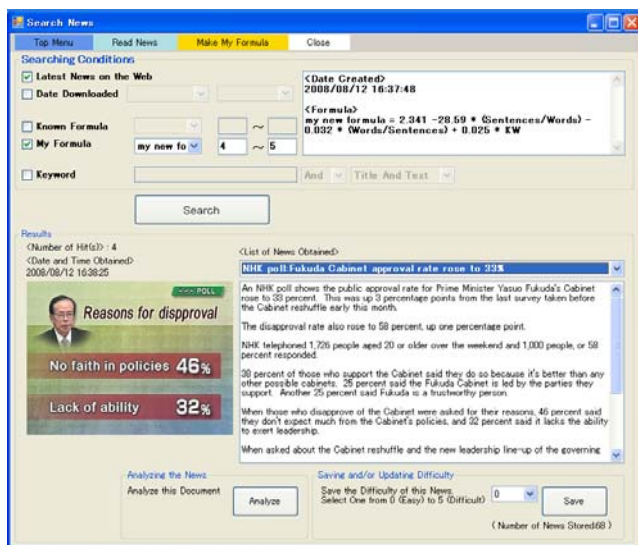 Search News
Top Menu Read News Make My Formula Close
Searching Conditions
Latest News on the Web
Date Downloaded
Known Formula ~
My Formula my new fo 4 ~ 5
Keyword And Title And Text
<Date Created>
2008/08/12 16:37:48
<Formula>
my new formula = 2.341 -28.59 * (Sentences/Words) -
0.032 * (Words/Sentences) + 0.025 * KW
Search
Results
<Number of Hit(s)> : 4
<Date and Time Obtained>
2008/08/12 16:38:25
>>> POLL
Reasons for dispproval
No faith in policies 46%
Lack of ability 32%
<List of News Obtained>
NHK poll:Fukuda Cabinet approval rate rose to 33%
An NHK poll shows the public approval rate for Prime Minister Yasuo Fukuda's Cabinet
rose to 33 percent. This was up 3 percentage points from the last survey taken before
the Cabinet reshuffle early this month.
The disapproval rate also rose to 58 percent, up one percentage point.
NHK telephoned 1,726 people aged 20 or older over the weekend and 1,000 people, or 58
percent responded.
38 percent of those who support the Cabinet said they do so because it's better than any
other possible cabinets. 25 percent said the Fukuda Cabinet is led by the parties they
support. Another 25 percent said Fukuda is a trustworthy person.
When those who disapprove of the Cabinet were asked for their reasons, 46 percent said
they don't expect much from the Cabinet's policies, and 32 percent said it lacks the ability
to exert leadership.
When asked about the Cabinet reshuffle and the new leadership line-up of the governing
Analyzing the News
Analyze this Document
Analyze
Saving and/or Updating Difficulty
Save the Difficulty of this News.
Select One from 0 (Easy) to 5 (Difficult)
0
Save
( Number of News Stored:68 )